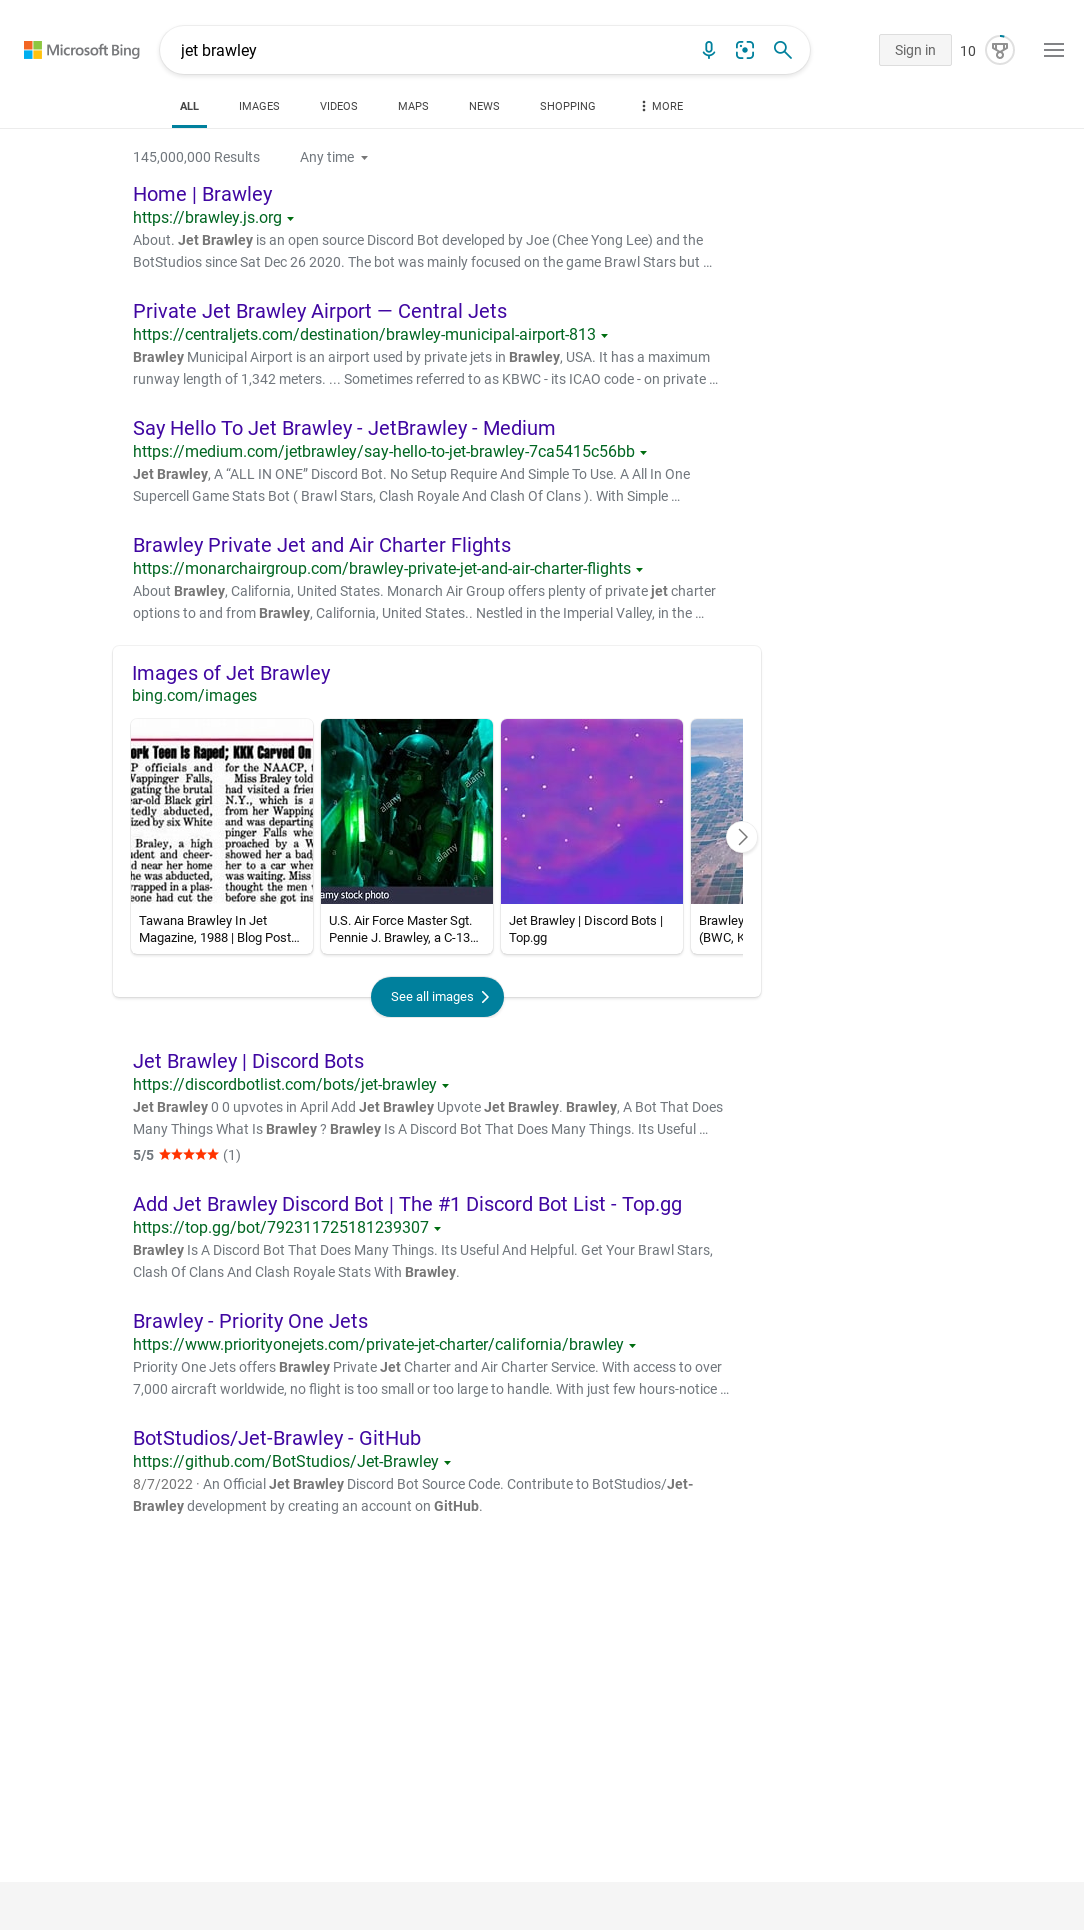 Microsoft Bing
jet brawley
Sign in
10
ALL IMAGES VIDEOS MAPS NEWS SHOPPING MORE
145,000,000 Results Any time
Home | Brawley
https://brawley.js.org
About. Jet Brawley is an open source Discord Bot developed by Joe (Chee Yong Lee) and the
BotStudios since Sat Dec 26 2020. The bot was mainly focused on the game Brawl Stars but …
Private Jet Brawley Airport — Central Jets
https://centraljets.com/destination/brawley-municipal-airport-813
Brawley Municipal Airport is an airport used by private jets in Brawley, USA. It has a maximum
runway length of 1,342 meters. ... Sometimes referred to as KBWC - its ICAO code - on private …
Say Hello To Jet Brawley - JetBrawley - Medium
https://medium.com/jetbrawley/say-hello-to-jet-brawley-7ca5415c56bb
Jet Brawley, A “ALL IN ONE” Discord Bot. No Setup Require And Simple To Use. A All In One
Supercell Game Stats Bot ( Brawl Stars, Clash Royale And Clash Of Clans ). With Simple …
Brawley Private Jet and Air Charter Flights
https://monarchairgroup.com/brawley-private-jet-and-air-charter-flights
About Brawley, California, United States. Monarch Air Group offers plenty of private jet charter
options to and from Brawley, California, United States.. Nestled in the Imperial Valley, in the …
Images of Jet Brawley
bing.com/images
ork Teen Is Raped; KKK Carved On
P officials and
Wappinger Falls,
gating the brutal
ear-old Black girl
tedly abducted,
ized by six White
Braley, a high
udent and cheer-
d near her home
he was abducted,
wrapped in a plas-
eone had cut the
for the NAACP, t
Miss Braley told
had visited a frien
N.Y., which is a
from her Wapping
and was departing
pinger Falls whe
proached by a W
showed her a badg
her to a car wher
was waiting. Miss
thought the men w
before she got ins
alamy
alamy
alamy
amy stock photo
Tawana Brawley In Jet
Magazine, 1988 | Blog Post…
U.S. Air Force Master Sgt.
Pennie J. Brawley, a C-13…
Jet Brawley | Discord Bots |
Top.gg
Brawley
(BWC, K
See all images
Jet Brawley | Discord Bots
https://discordbotlist.com/bots/jet-brawley
Jet Brawley 0 0 upvotes in April Add Jet Brawley Upvote Jet Brawley. Brawley, A Bot That Does
Many Things What Is Brawley ? Brawley Is A Discord Bot That Does Many Things. Its Useful …
5/5 ★★★★★ (1)
Add Jet Brawley Discord Bot | The #1 Discord Bot List - Top.gg
https://top.gg/bot/792311725181239307
Brawley Is A Discord Bot That Does Many Things. Its Useful And Helpful. Get Your Brawl Stars,
Clash Of Clans And Clash Royale Stats With Brawley.
Brawley - Priority One Jets
https://www.priorityonejets.com/private-jet-charter/california/brawley
Priority One Jets offers Brawley Private Jet Charter and Air Charter Service. With access to over
7,000 aircraft worldwide, no flight is too small or too large to handle. With just few hours-notice …
BotStudios/Jet-Brawley - GitHub
https://github.com/BotStudios/Jet-Brawley
8/7/2022 · An Official Jet Brawley Discord Bot Source Code. Contribute to BotStudios/Jet-
Brawley development by creating an account on GitHub.